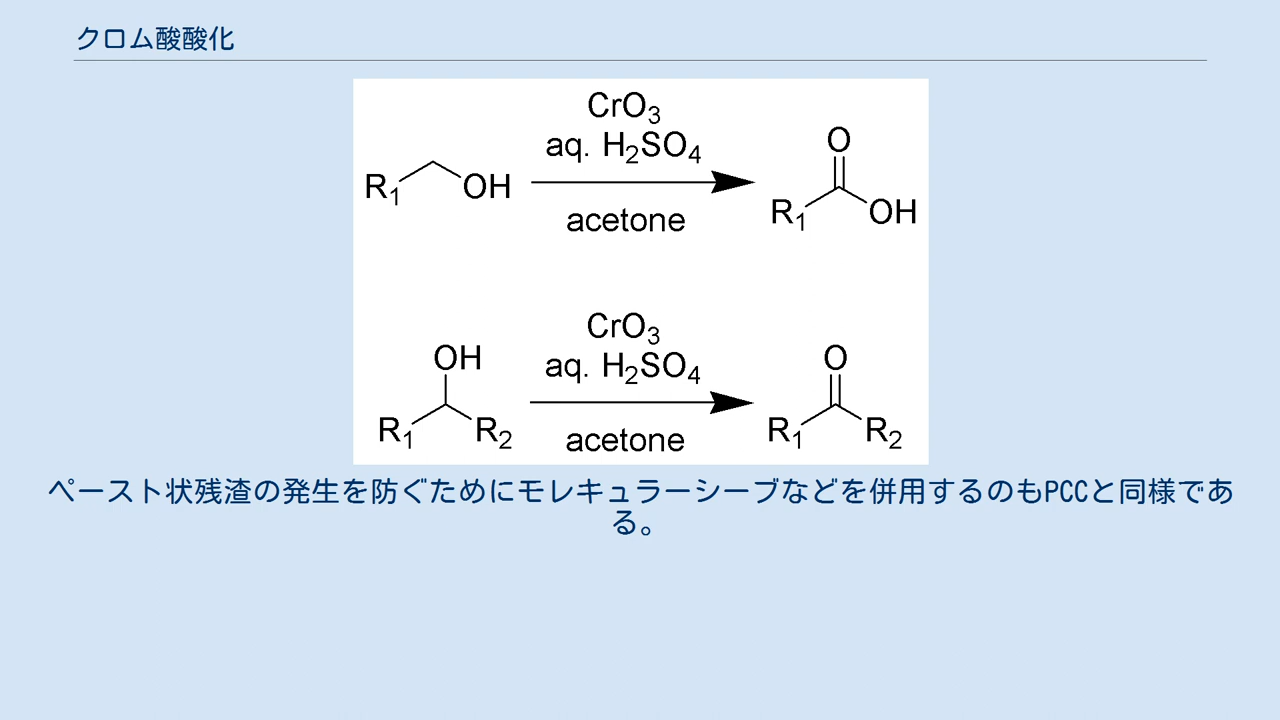 クロム酸酸化
CrO3
aq. H2SO4
R1 OH
acetone
O
R1 OH
CrO3
aq. H2SO4
OH
R1 R2
acetone
O
R1 R2
ペースト状残渣の発生を防ぐためにモレキュラーシーブなどを併用するのもPCCと同様であ
る。